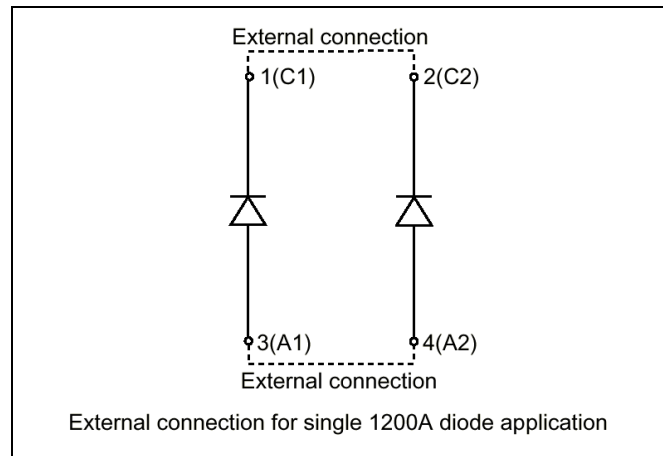 External connection
1(C1)
2(C2)
3(A1)
4(A2)
External connection
External connection for single 1200A diode application